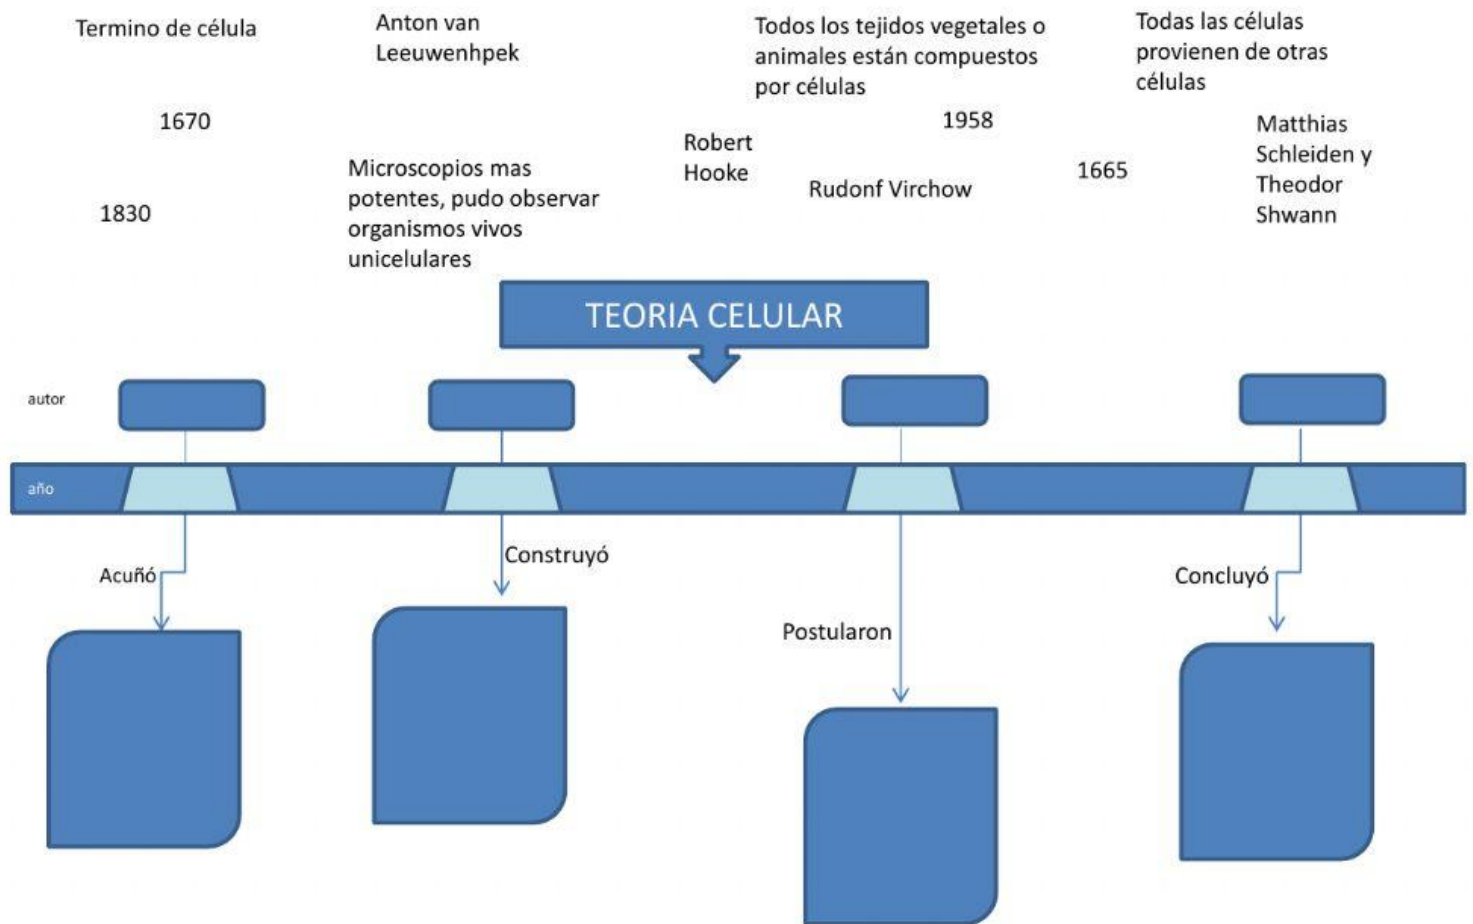 Termino de célula
Anton van
Leeuwenhpek
Todos los tejidos vegetales o
animales están compuestos
por células
Todas las células
provienen de otras
células
1670
1958
Robert
Hooke
Matthias
Schleiden y
Theodor
Shwann
Microscopios mas
potentes, pudo observar
organismos vivos
unicelulares
Rudonf Virchow
1665
1830
TEORIA CELULAR
autor
año
Acuñó
Construyó
Postularon
Concluyó